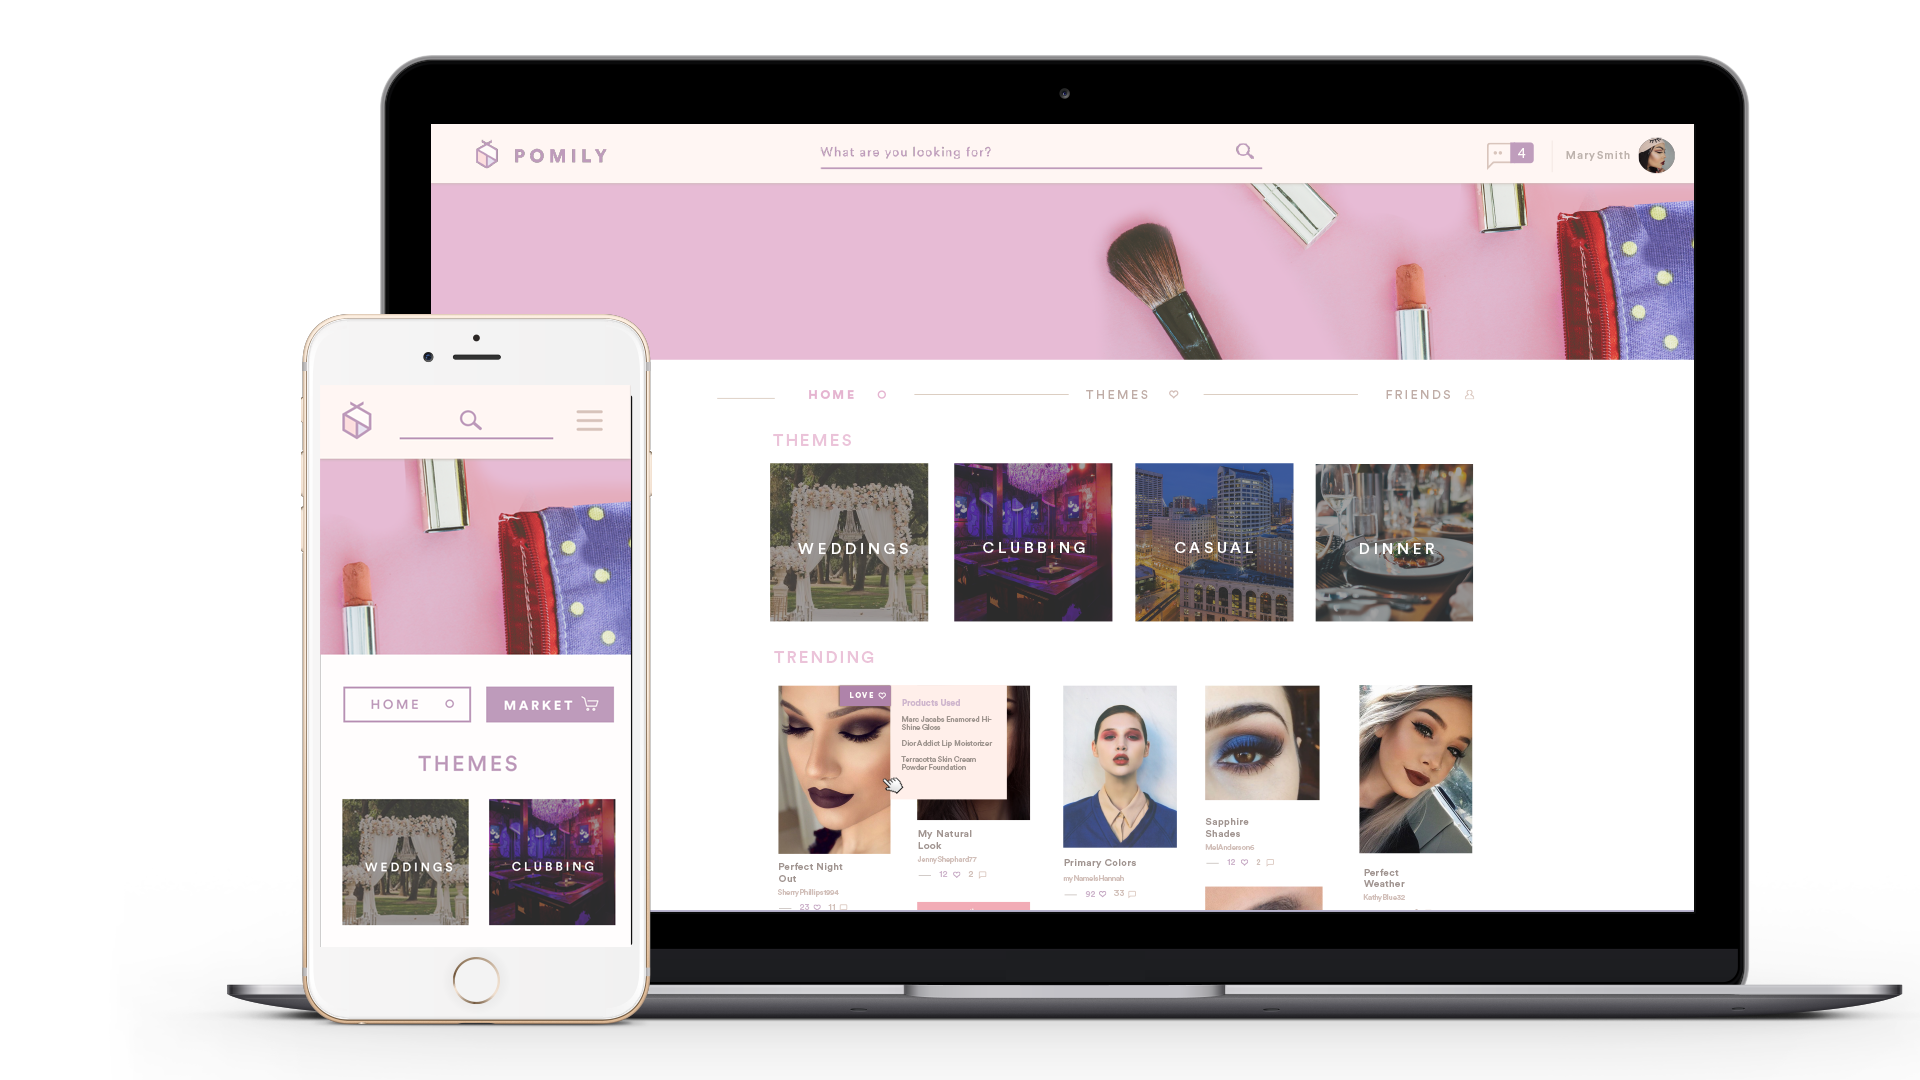 POMILY
What are you looking for?
4
Mary Smith
HOME
THEMES
FRIENDS
THEMES
WEDDINGS
CLUBBING
CASUAL
DINNER
TRENDING
LOVE
Products Used
Marc Jacobs Enamored Hi-
Shine Gloss
Dior Addict Lip Moistorizer
Terracotta Skin Cream
Powder Foundation
Perfect Night
Out
SherryPhillips1994
23
11
My Natural
Look
JennyShephard77
12
2
Primary Colors
myNameIsHannah
92
33
Sapphire
Shades
MelAnderson6
12
2
Perfect
Weather
KathyBlue32
HOME
MARKET
THEMES
WEDDINGS
CLUBBING